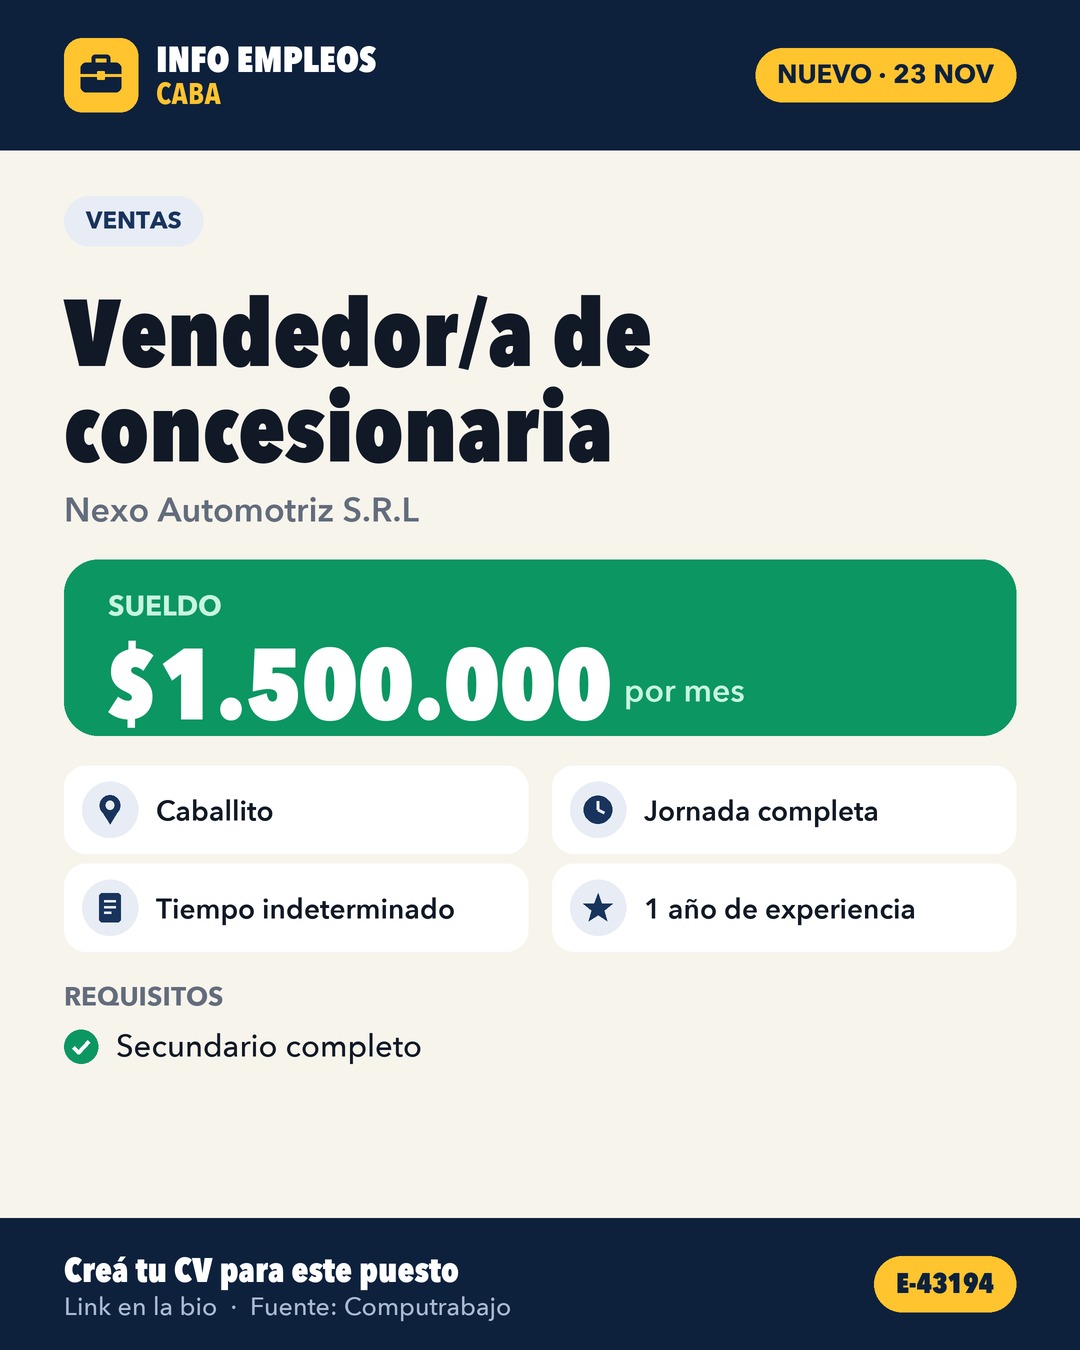 INFO EMPLEOS
CABA
NUEVO · 23 NOV
VENTAS
Vendedor/a de
concesionaria
Nexo Automotriz S.R.L
SUELDO
$1.500.000 por mes
Caballito
Jornada completa
Tiempo indeterminado
1 año de experiencia
REQUISITOS
Secundario completo
Creá tu CV para este puesto
Link en la bio · Fuente: Computrabajo
E-43194